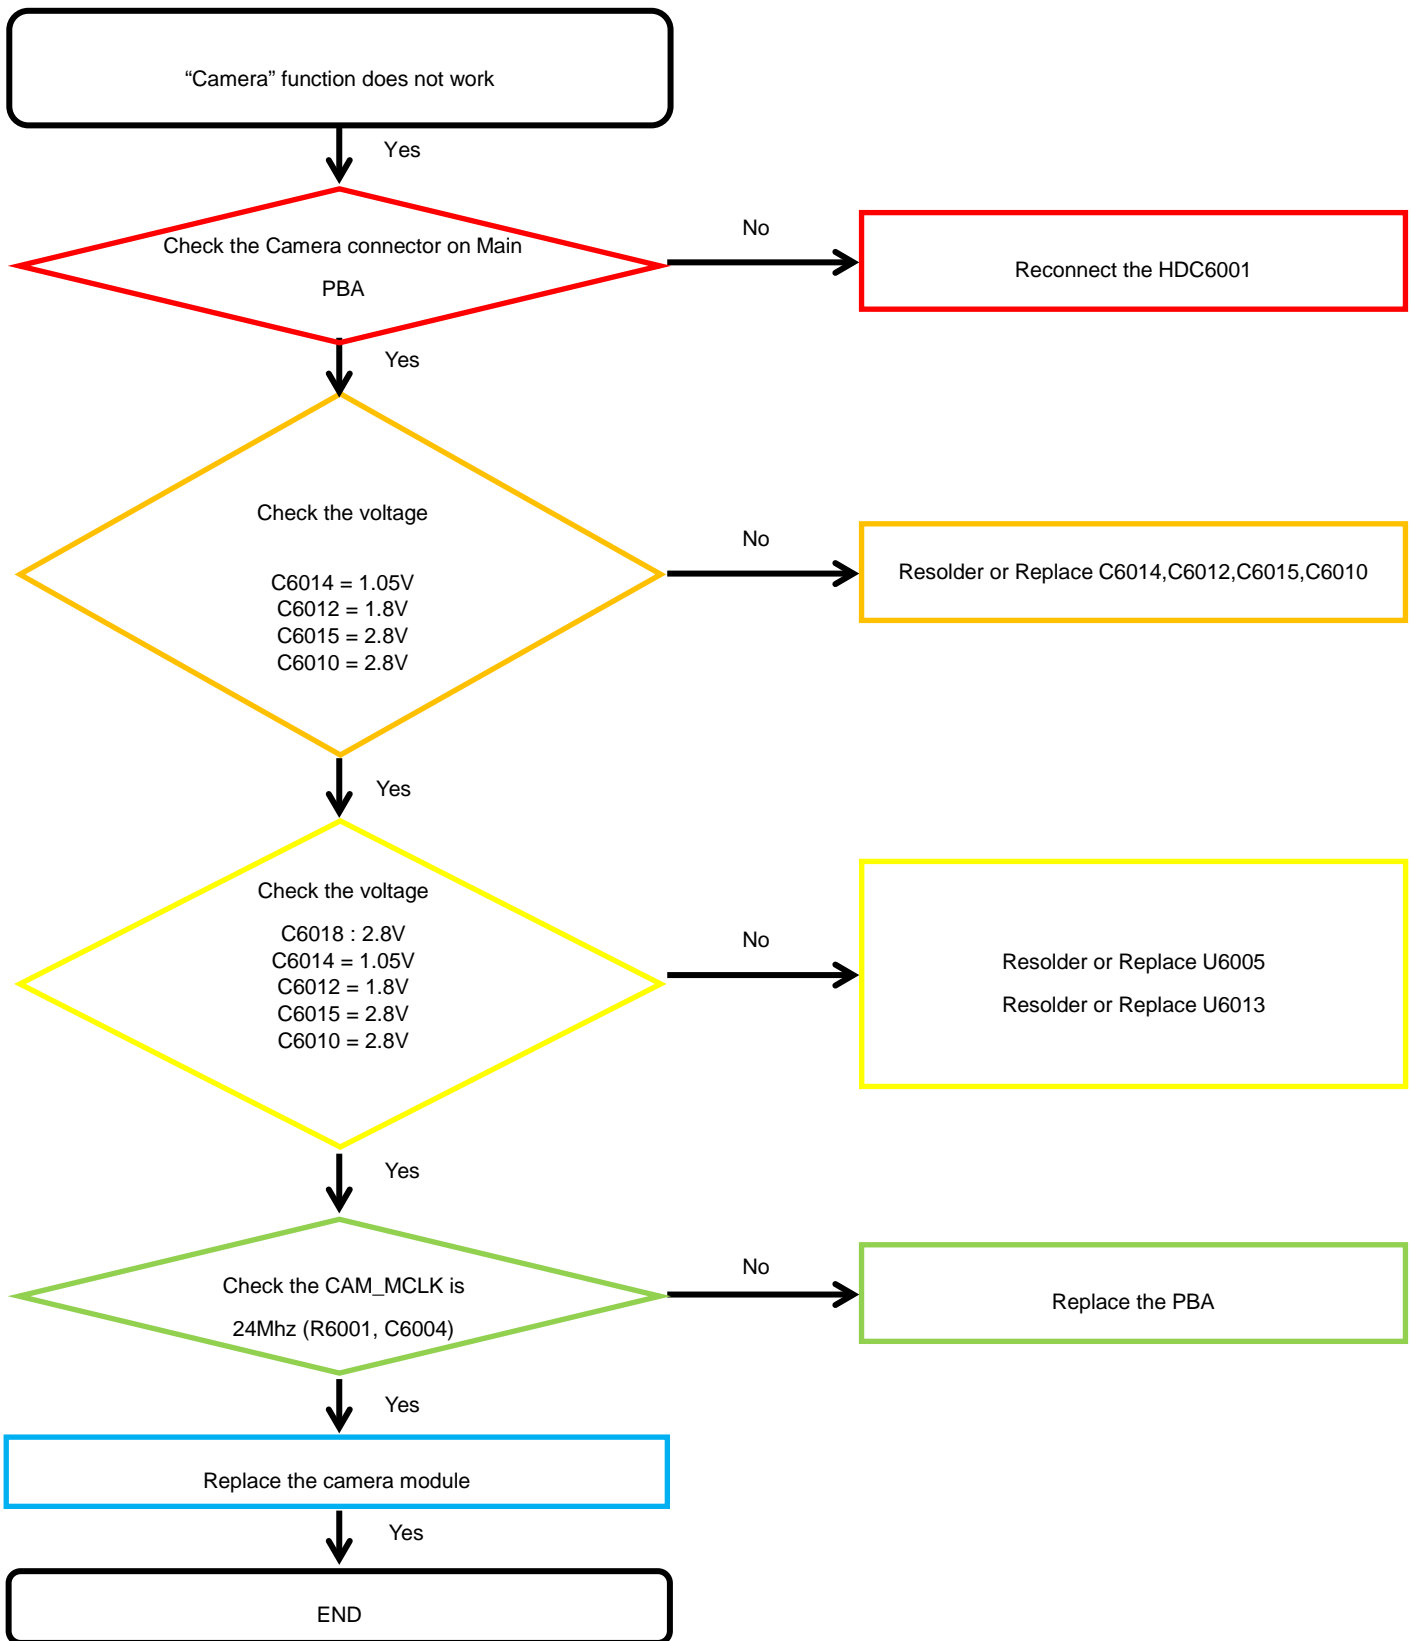 “Camera” function does not work
Yes
Check the Camera connector on Main
PBA
No
Reconnect the HDC6001
Yes
Check the voltage
C6014 = 1.05V
C6012 = 1.8V
C6015 = 2.8V
C6010 = 2.8V
No
Resolder or Replace C6014,C6012,C6015,C6010
Yes
Check the voltage
C6018 : 2.8V
C6014 = 1.05V
C6012 = 1.8V
C6015 = 2.8V
C6010 = 2.8V
No
Resolder or Replace U6005
Resolder or Replace U6013
Yes
Check the CAM_MCLK is
24Mhz (R6001, C6004)
No
Replace the PBA
Yes
Replace the camera module
Yes
END